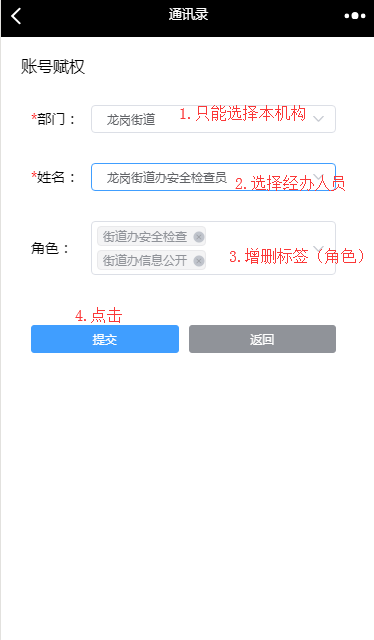 通讯录
账号赋权
*部门： 龙岗街道 1.只能选择本机构
*姓名： 龙岗街道办安全检查员 2.选择经办人员
街道办安全检查
角色： 3.增删标签（角色）
街道办信息公开
4.点击
提交 返回